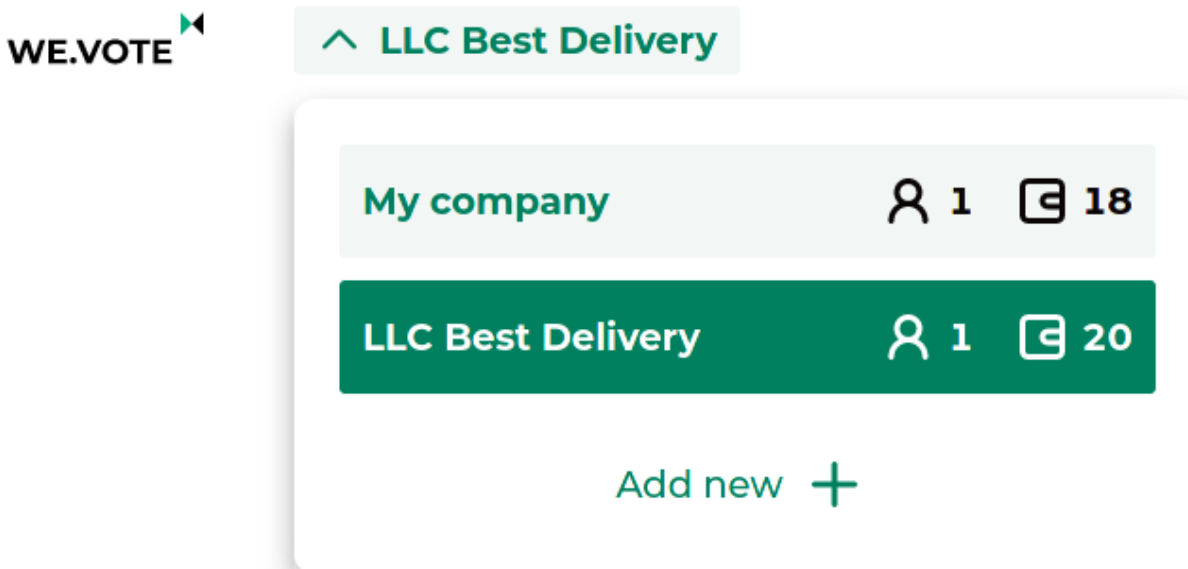 WE.VOTE
LLC Best Delivery
My company 1 18
LLC Best Delivery 1 20
Add new